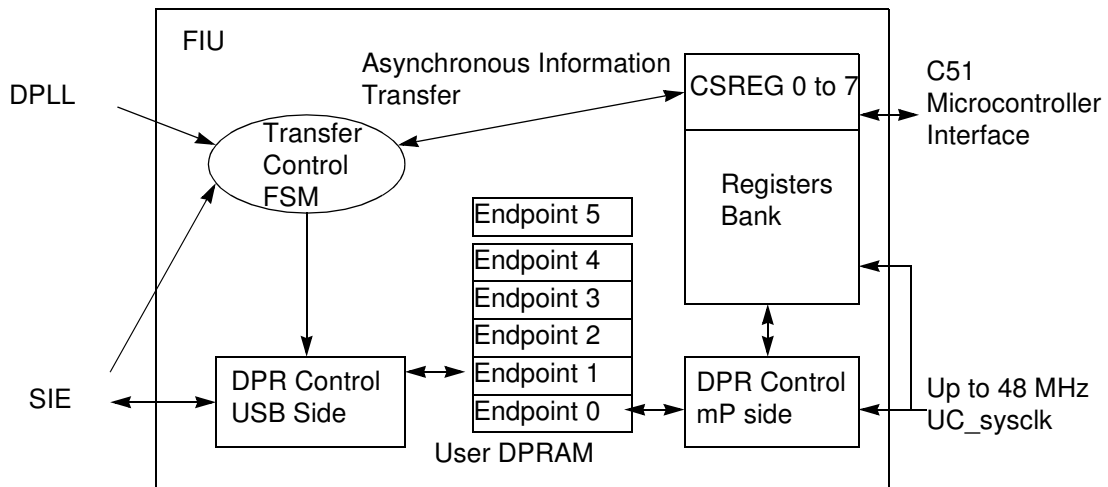 FIU
DPLL
Asynchronous Information
Transfer
CSREG 0 to 7
C51
Microcontroller
Interface
Transfer
Control
FSM
Registers
Bank
Endpoint 5
Endpoint 4
Endpoint 3
Endpoint 2
Endpoint 1
Endpoint 0
User DPRAM
SIE
DPR Control
USB Side
DPR Control
mP side
Up to 48 MHz
UC_sysclk